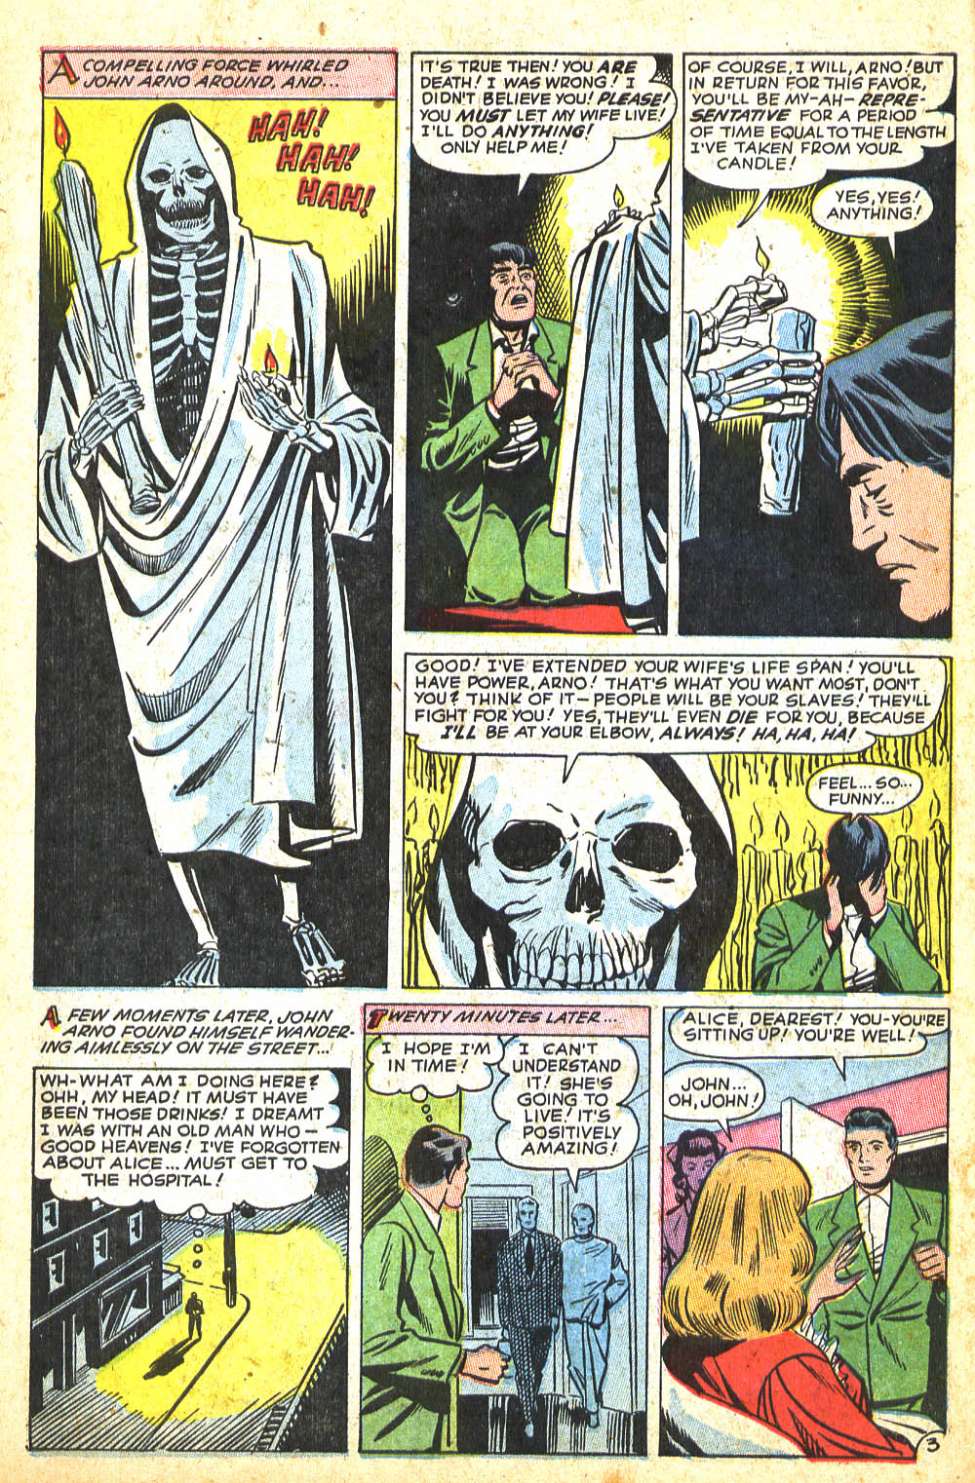 A COMPELLING FORCE WHIRLED
JOHN ARNO AROUND, AND...
HAH!
HAH!
HAH!
IT'S TRUE THEN! YOU ARE
DEATH! I WAS WRONG! I
DIDN'T BELIEVE YOU! PLEASE!
YOU MUST LET MY WIFE LIVE!
I'LL DO ANYTHING!
ONLY HELP ME!
OF COURSE, I WILL, ARNO! BUT
IN RETURN FOR THIS FAVOR,
YOU'LL BE MY-AH-REPRE-
SENTATIVE FOR A PERIOD
OF TIME EQUAL TO THE LENGTH
I'VE TAKEN FROM YOUR
CANDLE!
YES, YES!
ANYTHING!
GOOD! I'VE EXTENDED YOUR WIFE'S LIFE SPAN! YOU'LL
HAVE POWER, ARNO! THAT'S WHAT YOU WANT MOST, DON'T
YOU? THINK OF IT-PEOPLE WILL BE YOUR SLAVES! THEY'LL
FIGHT FOR YOU! YES, THEY'LL EVEN DIE FOR YOU, BECAUSE
I'LL BE AT YOUR ELBOW, ALWAYS! HA, HA, HA!
FEEL... SO...
FUNNY...
A FEW MOMENTS LATER, JOHN
ARNO FOUND HIMSELF WANDER-
ING AIMLESSLY ON THE STREET...
WH-WHAT AM I DOING HERE?
OHH, MY HEAD! IT MUST HAVE
BEEN THOSE DRINKS! I DREAMT
I WAS WITH AN OLD MAN WHO-
GOOD HEAVENS! I'VE FORGOTTEN
ABOUT ALICE... MUST GET TO
THE HOSPITAL!
TWENTY MINUTES LATER...
I HOPE I'M
IN TIME!
I CAN'T
UNDERSTAND
IT! SHE'S
GOING TO
LIVE! IT'S
POSITIVELY
AMAZING!
ALICE, DEAREST! YOU-YOU'RE
SITTING UP! YOU'RE WELL!
JOHN...
OH, JOHN!
3